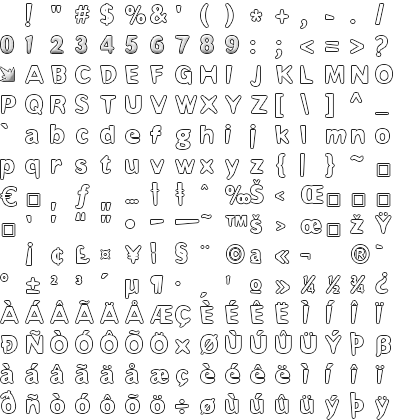 ! " # $ % & ' ( ) * + , - . /
0 1 2 3 4 5 6 7 8 9 : ; < = > ?
A B C D E F G H I J K L M N O
P Q R S T U V W X Y Z [ \ ] ^ _
` a b c d e f g h i j k l m n o
p q r s t u v w x y z { | } ~ □
€ □ ‚ ƒ „ … † ‡ ˆ ‰ Š ‹ Œ □ □ □
□ ‘ ’ “ ” • – — ˜ ™ š › œ □ ž Ÿ
¡ ¢ £ ¤ ¥ ¦ § ¨ © ª « ¬ ® ¯
° ± ² ³ ´ µ ¶ · ¸ ¹ º » ¼ ½ ¾ ¿
À Á Â Ã Ä Å Æ Ç È É Ê Ë Ì Í Î Ï
Ð Ñ Ò Ó Ô Õ Ö × Ø Ù Ú Û Ü Ý Þ ß
à á â ã ä å æ ç è é ê ë ì í î ï
ð ñ ò ó ô õ ö ÷ ø ù ú û ü ý þ ÿ